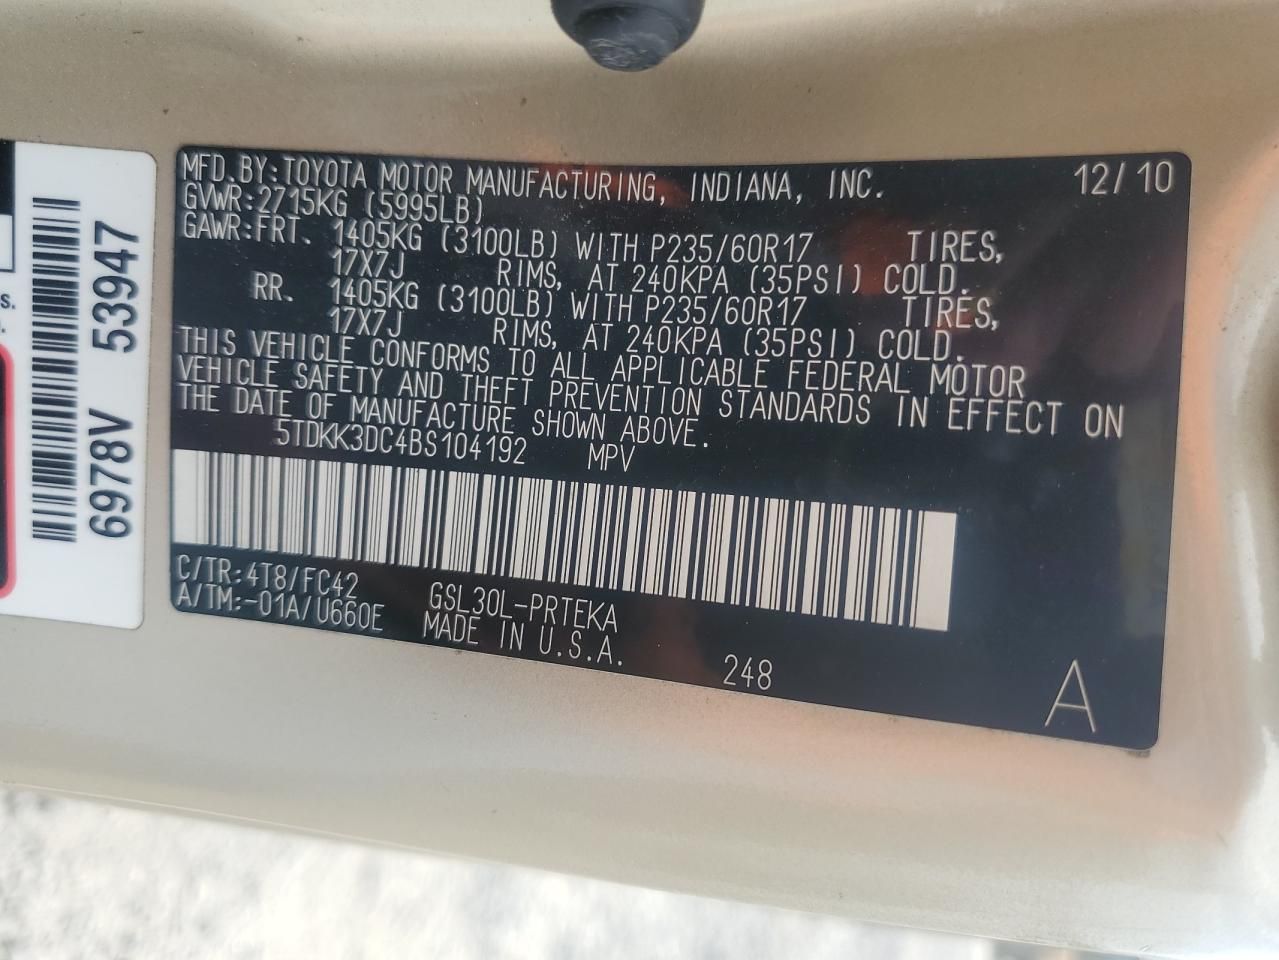 MFD.BY:TOYOTA MOTOR MANUFACTURING, INDIANA, INC. 12/10
GVWR:2715KG (5995LB)
GAWR:FRT. 1405KG (3100LB) WITH P235/60R17 TIRES,
17X7J RIMS, AT 240KPA (35PSI) COLD.
RR. 1405KG (3100LB) WITH P235/60R17 TIRES,
17X7J RIMS, AT 240KPA (35PSI) COLD.
THIS VEHICLE CONFORMS TO ALL APPLICABLE FEDERAL MOTOR
VEHICLE SAFETY AND THEFT PREVENTION STANDARDS IN EFFECT ON
THE DATE OF MANUFACTURE SHOWN ABOVE.
5TDKK3DC4BS104192 MPV
C/TR:4T8/FC42 GSL30L-PRTEKA
A/TM:-01A/U660E MADE IN U.S.A.
248
A
6978V 53947
s.